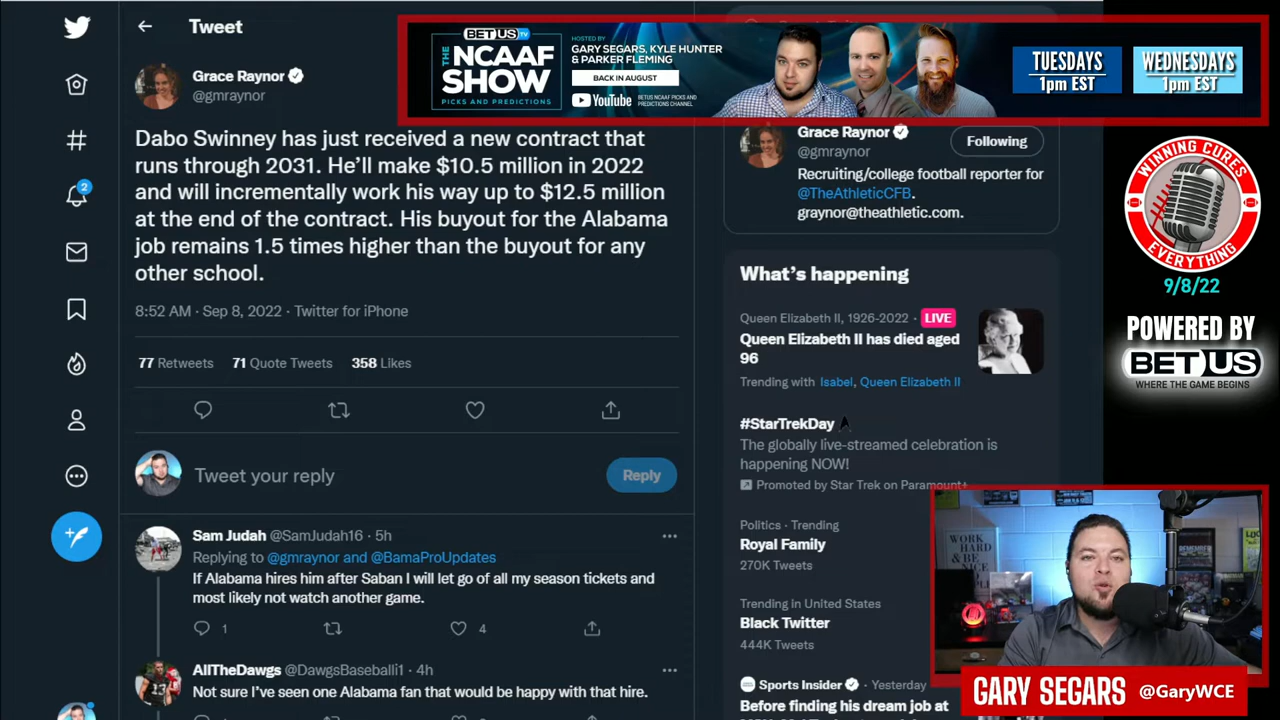 Tweet
Grace Raynor
@gmraynor
Dabo Swinney has just received a new contract that
runs through 2031. He'll make $10.5 million in 2022
and will incrementally work his way up to $12.5 million
at the end of the contract. His buyout for the Alabama
job remains 1.5 times higher than the buyout for any
other school.
8:52 AM · Sep 8, 2022 · Twitter for iPhone
77 Retweets 71 Quote Tweets 358 Likes
Tweet your reply
Reply
Sam Judah @SamJudah16 · 5h
Replying to @gmraynor and @BamaProUpdates
If Alabama hires him after Saban I will let go of all my season tickets and
most likely not watch another game.
1 4
AllTheDawgs @DawgsBaseballi1 · 4h
Not sure I've seen one Alabama fan that would be happy with that hire.
2
BETUS TV
THE NCAAF SHOW
PICKS AND PREDICTIONS
HOSTED BY
GARY SEGARS, KYLE HUNTER
& PARKER FLEMING
BACK IN AUGUST
YouTube BETUS NCAAF PICKS AND
PREDICTIONS CHANNEL
TUESDAYS
1pm EST
WEDNESDAYS
1pm EST
Grace Raynor
@gmraynor
Following
Recruiting/college football reporter for
@TheAthleticCFB.
graynor@theathletic.com.
What's happening
Queen Elizabeth II, 1926-2022 · LIVE
Queen Elizabeth II has died aged
96
Trending with Isabel, Queen Elizabeth II
#StarTrekDay
The globally live-streamed celebration is
happening NOW!
Promoted by Star Trek on Paramount+
Politics · Trending
Royal Family
270K Tweets
Trending in United States
Black Twitter
444K Tweets
Sports Insider · Yesterday
Before finding his dream job at
WINNING CURES
EVERYTHING
9/8/22
POWERED BY
BETUS
WHERE THE GAME BEGINS
WORK
HARD
& BE
REMEMBER
GARY SEGARS @GaryWCE